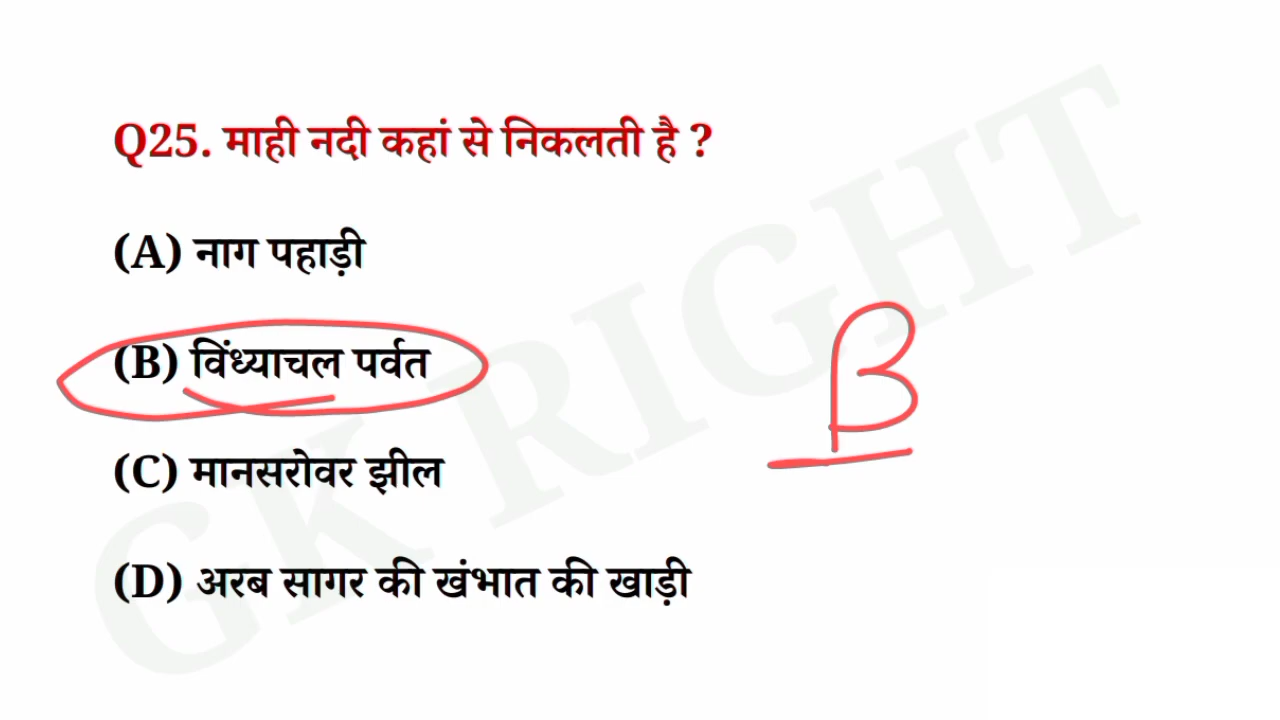 Q25. माही नदी कहां से निकलती है ?
(A) नाग पहाड़ी
(B) विंध्याचल पर्वत
B
(C) मानसरोवर झील
(D) अरब सागर की खंभात की खाड़ी
GK RIGHT